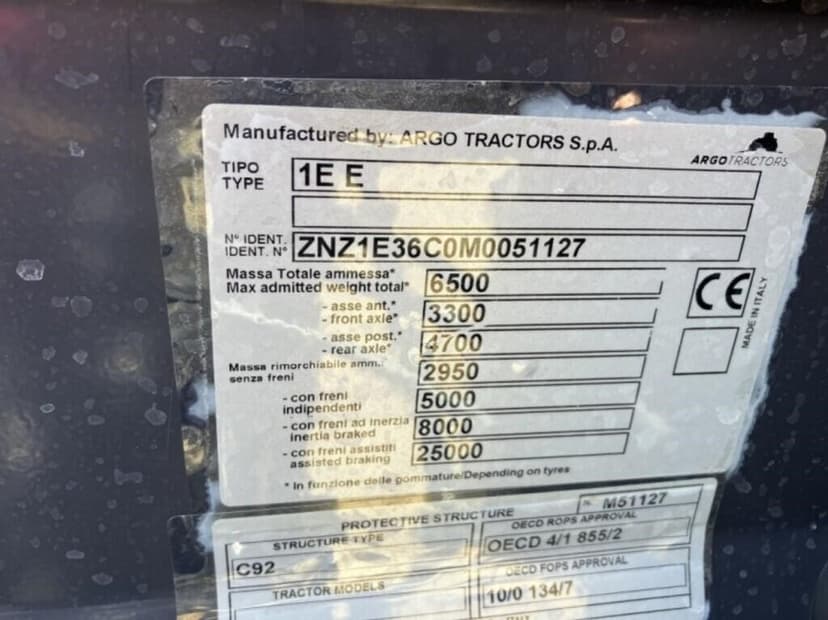 Manufactured by: ARGO TRACTORS S.p.A.
ARGOTRACTORS
TIPO
TYPE
1E E
N° IDENT.
IDENT. N°
ZNZ1E36C0M0051127
Massa Totale ammessa*
Max admitted weight total*
6500
- asse ant.*
- front axle*
3300
- asse post.*
- rear axle*
4700
Massa rimorchiabile amm.:
senza freni
2950
- con freni
indipendenti
5000
- con freni ad inerzia
inertia braked
8000
- con freni assistiti
assisted braking
25000
CE
MADE IN ITALY
* In funzione delle gommature/Depending on tyres
PROTECTIVE STRUCTURE
M51127
STRUCTURE TYPE
C92
OECD ROPS APPROVAL
OECD 4/1 855/2
TRACTOR MODELS
OECD FOPS APPROVAL
10/0 134/7